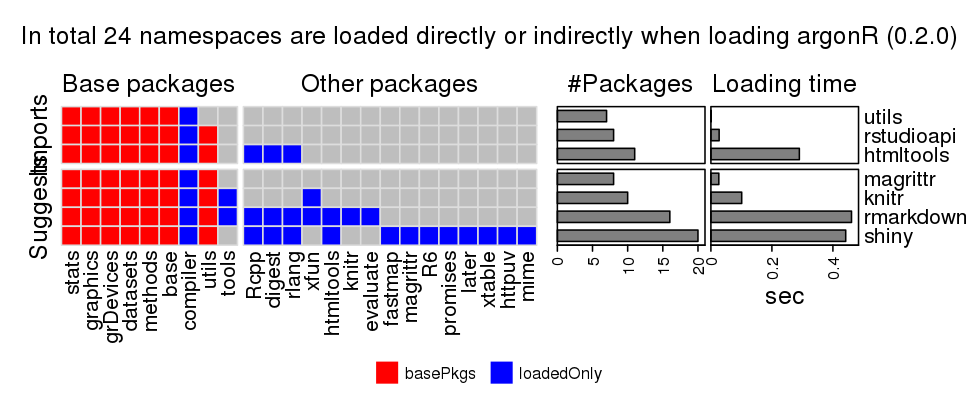 In total 24 namespaces are loaded directly or indirectly when loading argonR (0.2.0)
Base packages
Other packages
#Packages
Loading time
Imports
Suggests
utils
rstudioapi
htmltools
magrittr
knitr
rmarkdown
shiny
stats
graphics
grDevices
datasets
methods
base
compiler
utils
tools
Rcpp
digest
rlang
xfun
htmltools
knitr
evaluate
fastmap
magrittr
R6
promises
later
xtable
httpuv
mime
0
5
10
15
20
0
0.2
0.4
sec
basePkgs
loadedOnly